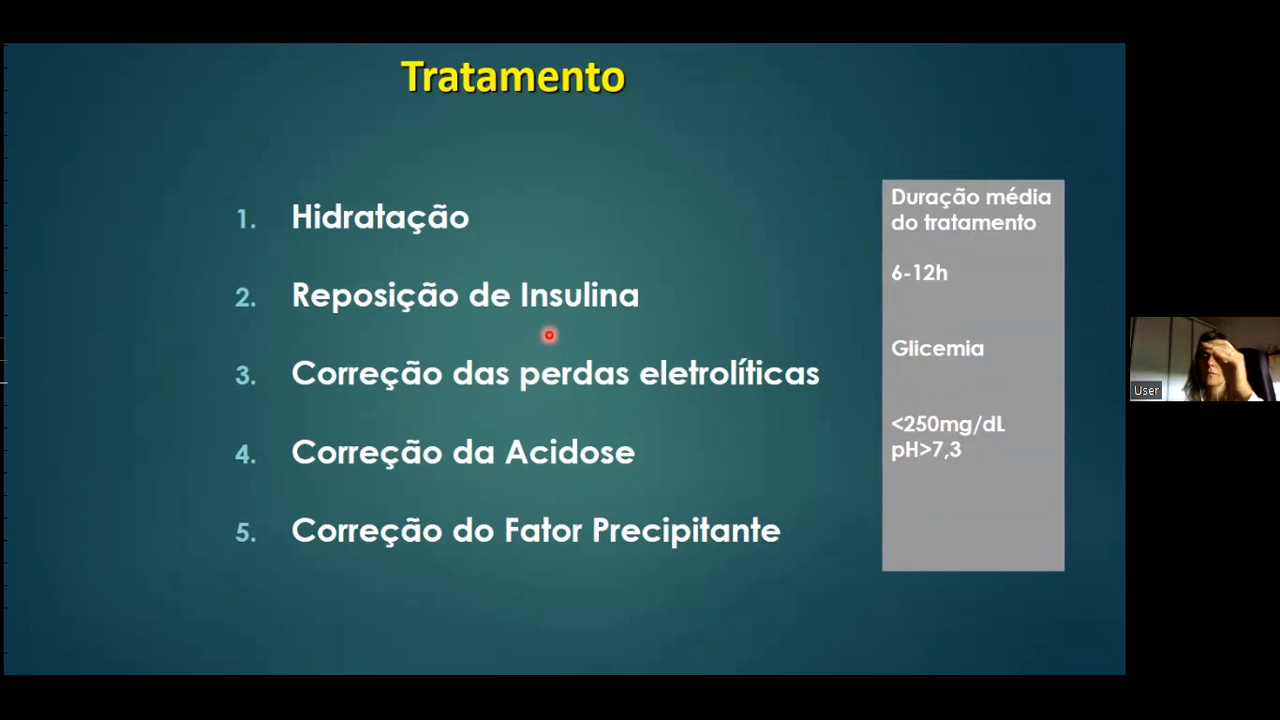 Tratamento
1. Hidratação
2. Reposição de Insulina
3. Correção das perdas eletrolíticas
4. Correção da Acidose
5. Correção do Fator Precipitante
Duração média
do tratamento
6-12h
Glicemia
<250mg/dL
pH>7,3
User